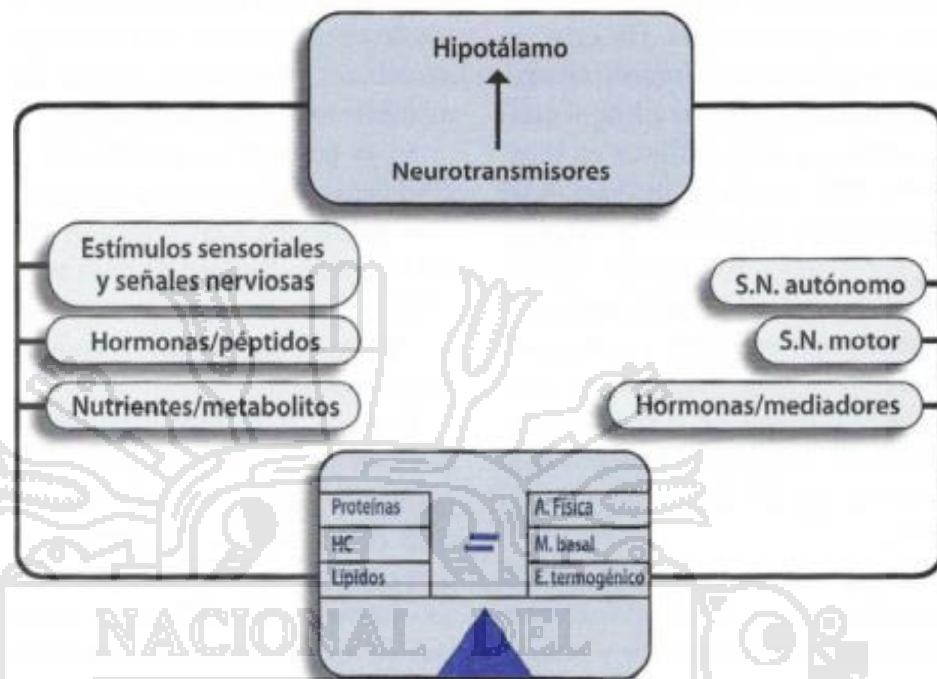 Hipotálamo
Neurotransmisores
Estímulos sensoriales
y señales nerviosas
Hormonas/péptidos
Nutrientes/metabolitos
S.N. autónomo
S.N. motor
Hormonas/mediadores
Proteínas
HC
Lípidos
=
A. Física
M. basal
E. termogénico
NACIONAL DEL